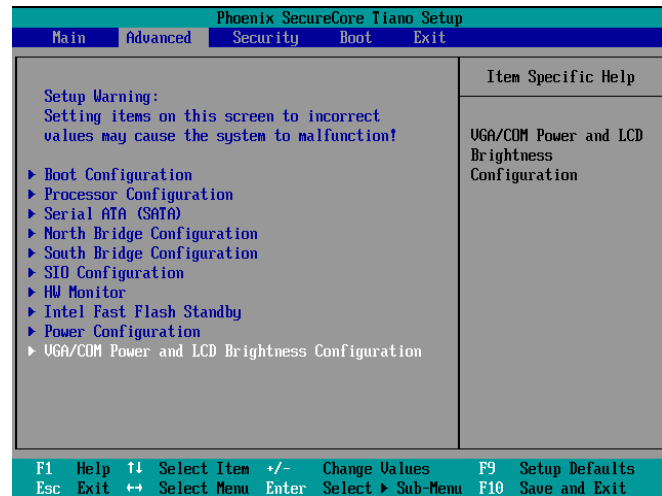 Phoenix SecureCore Tiano Setup
Main Advanced Security Boot Exit
Setup Warning:
Setting items on this screen to incorrect
values may cause the system to malfunction!
▶ Boot Configuration
▶ Processor Configuration
▶ Serial ATA (SATA)
▶ North Bridge Configuration
▶ South Bridge Configuration
▶ SIO Configuration
▶ HW Monitor
▶ Intel Fast Flash Standby
▶ Power Configuration
▶ VGA/COM Power and LCD Brightness Configuration
Item Specific Help
VGA/COM Power and LCD
Brightness
Configuration
F1 Help ↑↓ Select Item +/- Change Values F9 Setup Defaults
Esc Exit ↔ Select Menu Enter Select ▶ Sub-Menu F10 Save and Exit